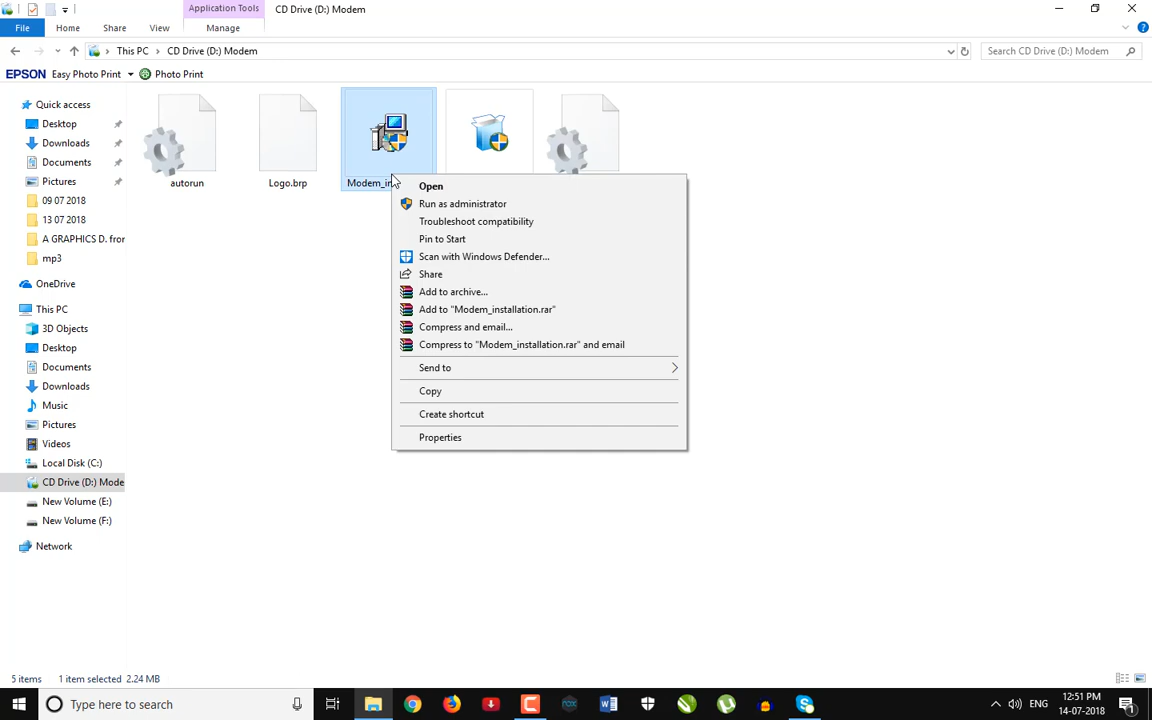 Application Tools
CD Drive (D:) Modem
File
Home
Share
View
Manage
This PC
CD Drive (D:) Modem
Search CD Drive (D:) Modem
EPSON
Easy Photo Print
Photo Print
Quick access
Desktop
Downloads
Documents
Pictures
09 07 2018
13 07 2018
A GRAPHICS D. fror
mp3
OneDrive
This PC
3D Objects
Desktop
Documents
Downloads
Music
Pictures
Videos
Local Disk (C:)
CD Drive (D:) Mode
New Volume (E:)
New Volume (F:)
Network
autorun
Logo.brp
Modem_in
Open
Run as administrator
Troubleshoot compatibility
Pin to Start
Scan with Windows Defender...
Share
Add to archive...
Add to "Modem_installation.rar"
Compress and email...
Compress to "Modem_installation.rar" and email
Send to
Copy
Create shortcut
Properties
5 items
1 item selected 2.24 MB
Type here to search
nox
ENG
12:51 PM
14-07-2018
1